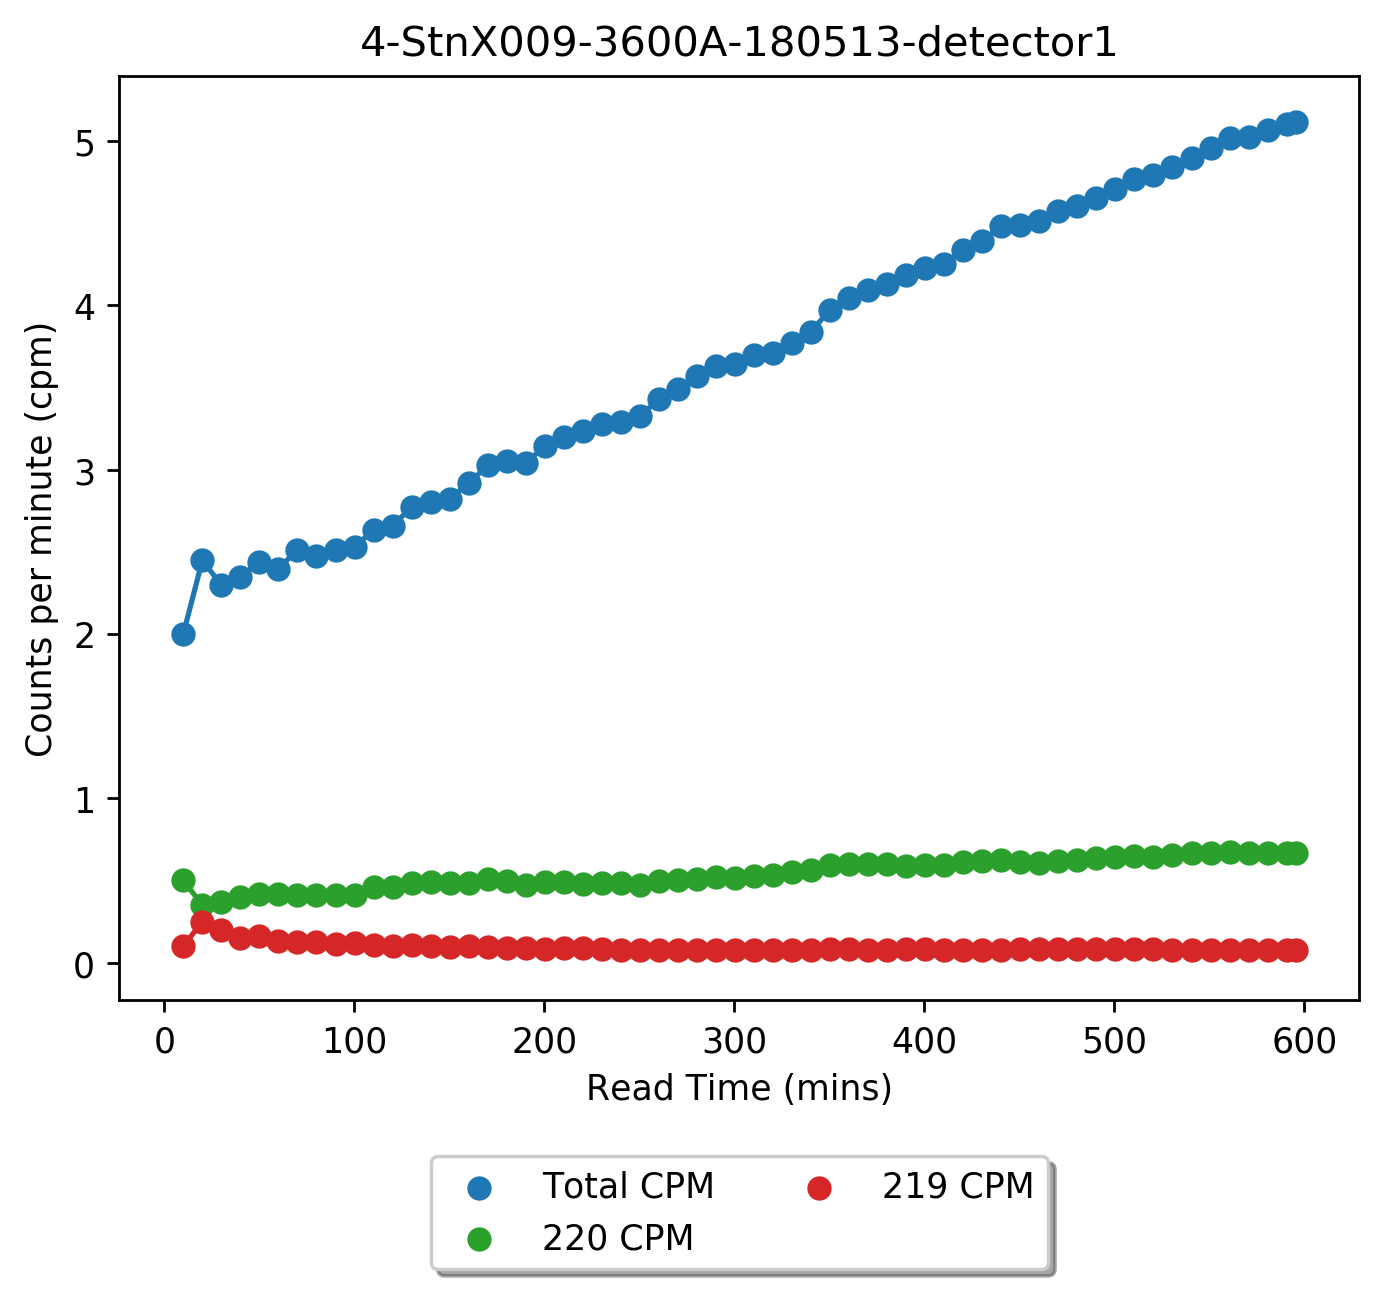 4-StnX009-3600A-180513-detector1
5
4
3
2
1
0
Counts per minute (cpm)
0 100 200 300 400 500 600
Read Time (mins)
Total CPM 219 CPM
220 CPM